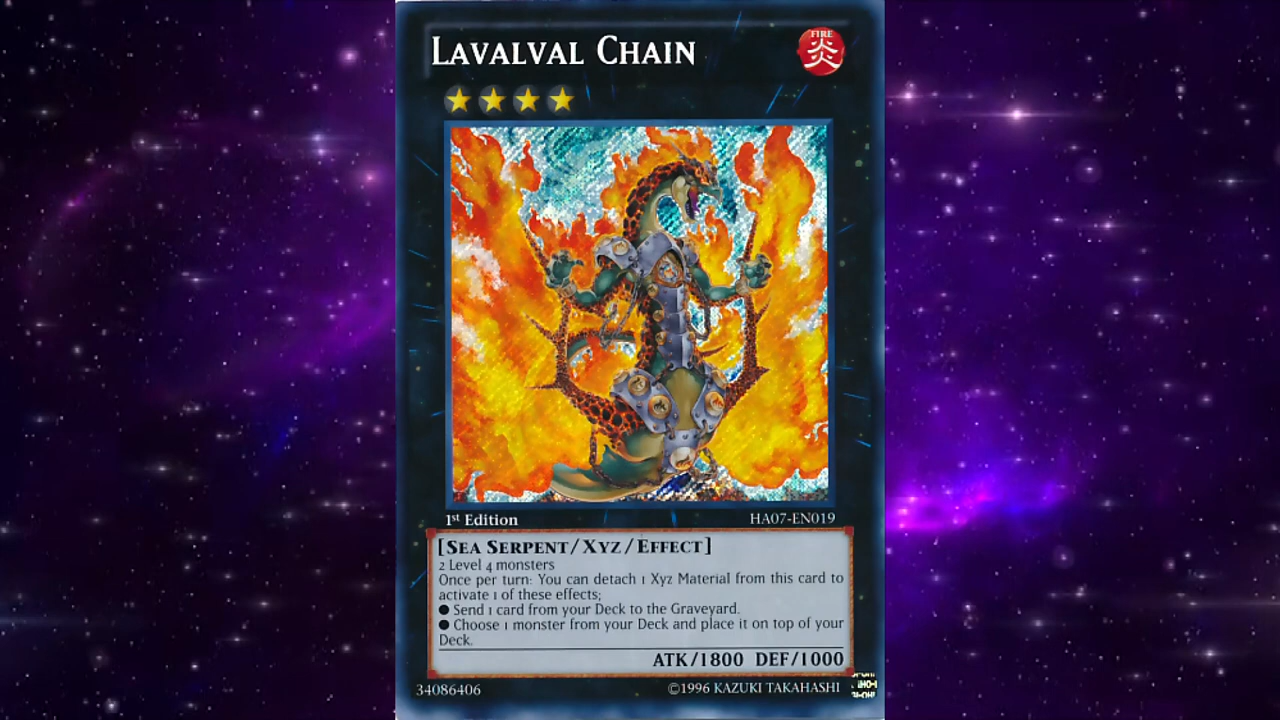 LAVALVAL CHAIN
FIRE
炎
1st Edition
HA07-EN019
[SEA SERPENT/XYZ/EFFECT]
2 Level 4 monsters
Once per turn: You can detach 1 Xyz Material from this card to
activate 1 of these effects;
● Send 1 card from your Deck to the Graveyard.
● Choose 1 monster from your Deck and place it on top of your
Deck.
ATK/1800 DEF/1000
34086406
©1996 KAZUKI TAKAHASHI